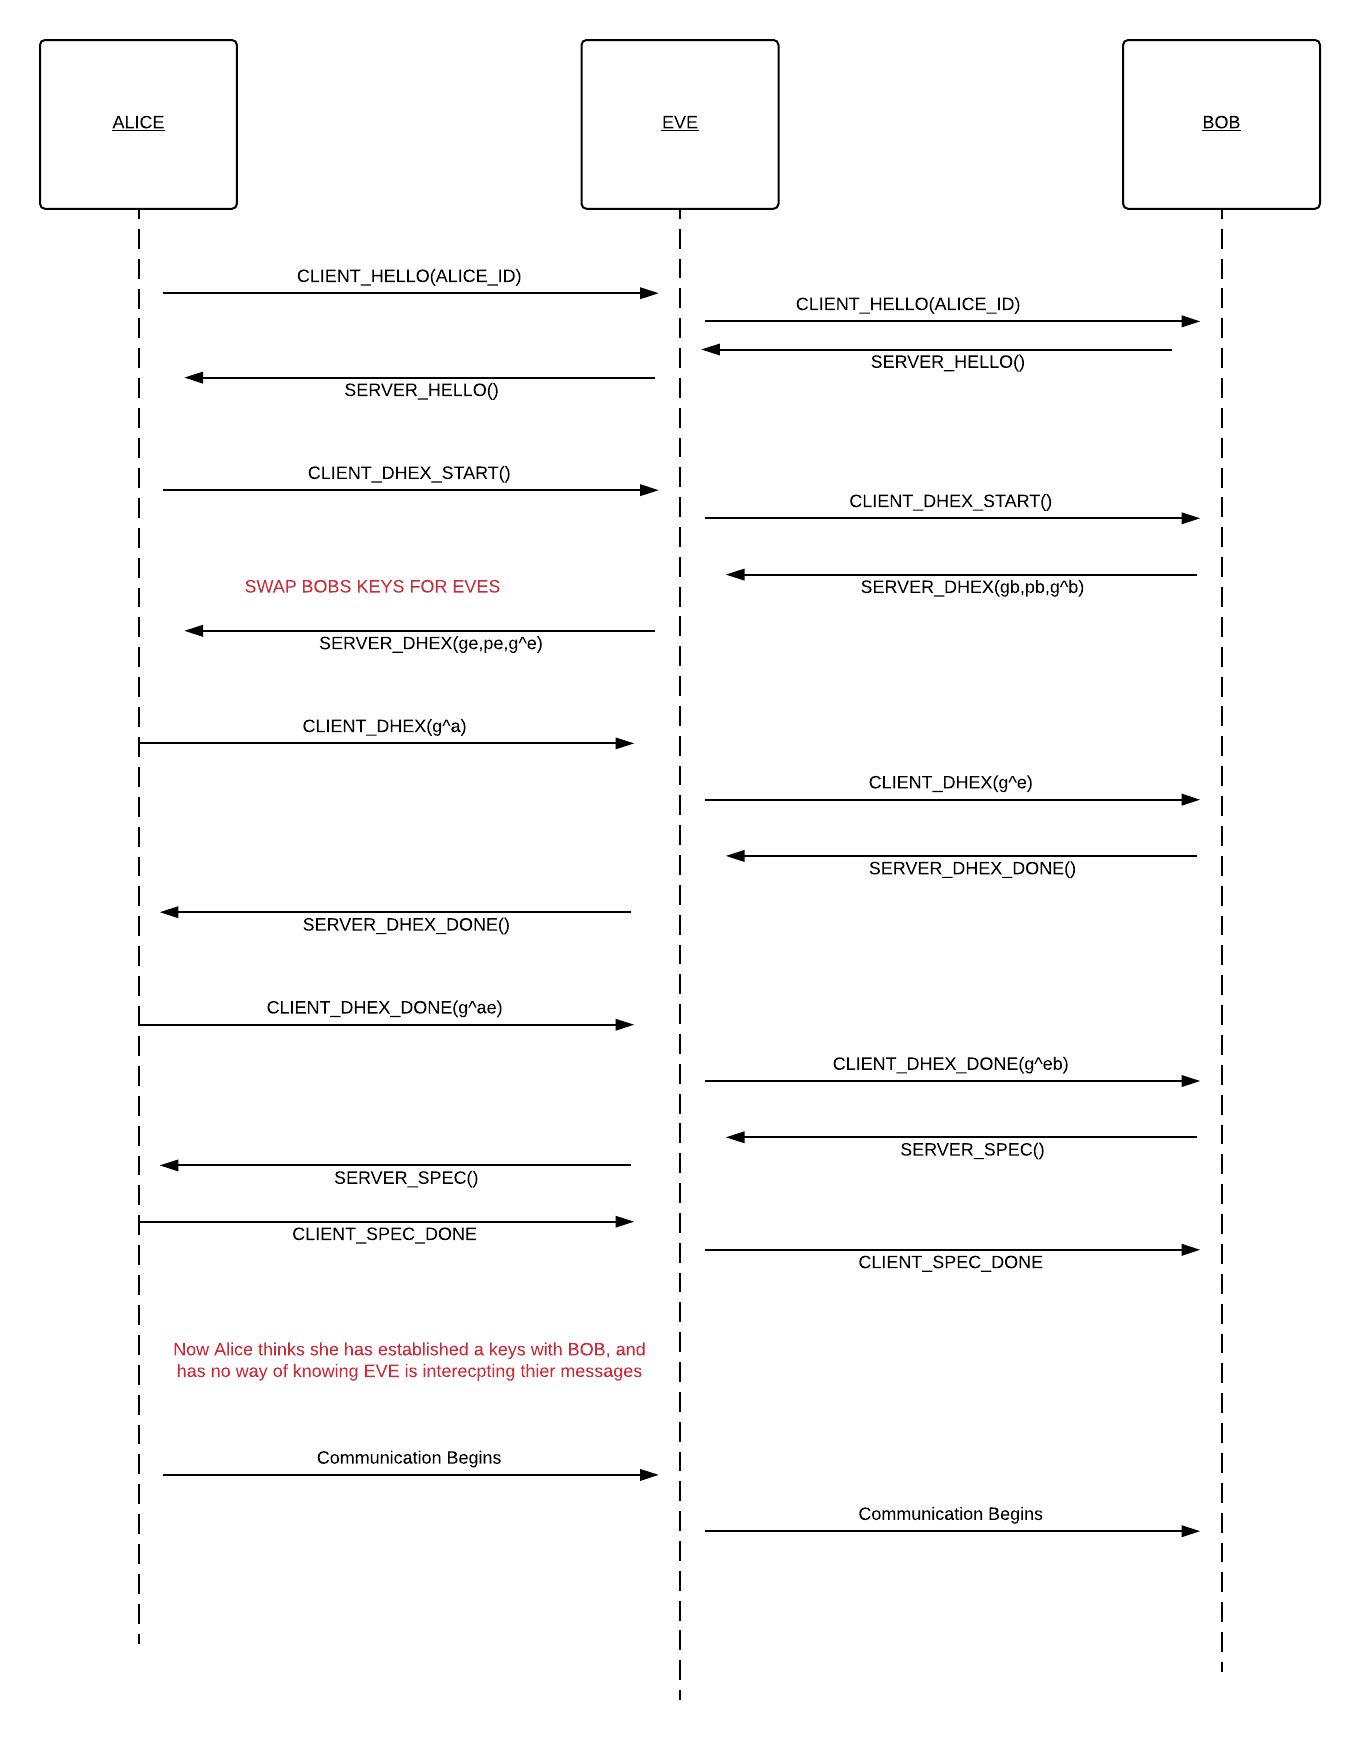 ALICE
EVE
BOB
CLIENT_HELLO(ALICE_ID)
CLIENT_HELLO(ALICE_ID)
SERVER_HELLO()
SERVER_HELLO()
CLIENT_DHEX_START()
CLIENT_DHEX_START()
SWAP BOBS KEYS FOR EVES
SERVER_DHEX(gb,pb,g^b)
SERVER_DHEX(ge,pe,g^e)
CLIENT_DHEX(g^a)
CLIENT_DHEX(g^e)
SERVER_DHEX_DONE()
SERVER_DHEX_DONE()
CLIENT_DHEX_DONE(g^ae)
CLIENT_DHEX_DONE(g^eb)
SERVER_SPEC()
SERVER_SPEC()
CLIENT_SPEC_DONE
CLIENT_SPEC_DONE
Now Alice thinks she has established a keys with BOB, and
has no way of knowing EVE is interecpting thier messages
Communication Begins
Communication Begins